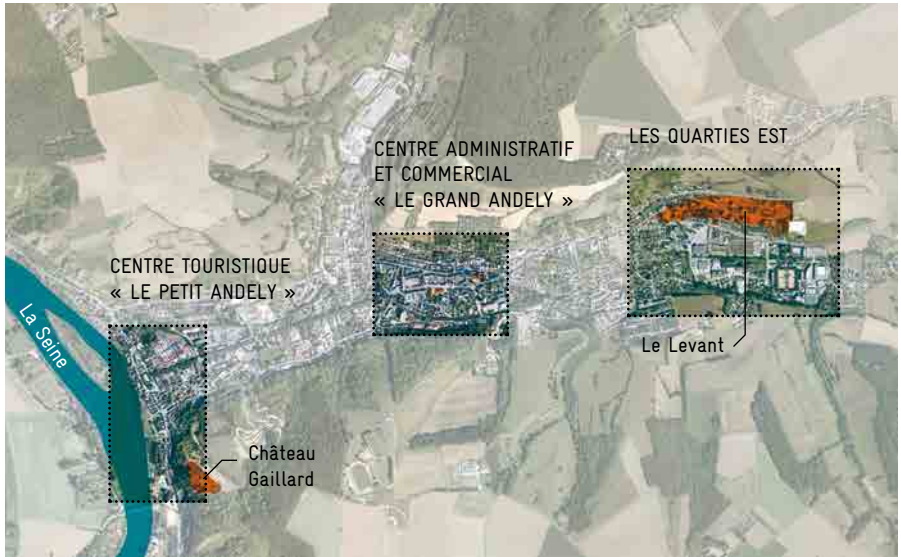 LES QUARTIES EST
CENTRE ADMINISTRATIF
ET COMMERCIAL
« LE GRAND ANDELY »
CENTRE TOURISTIQUE
« LE PETIT ANDELY »
La Seine
Le Levant
Château
Gaillard